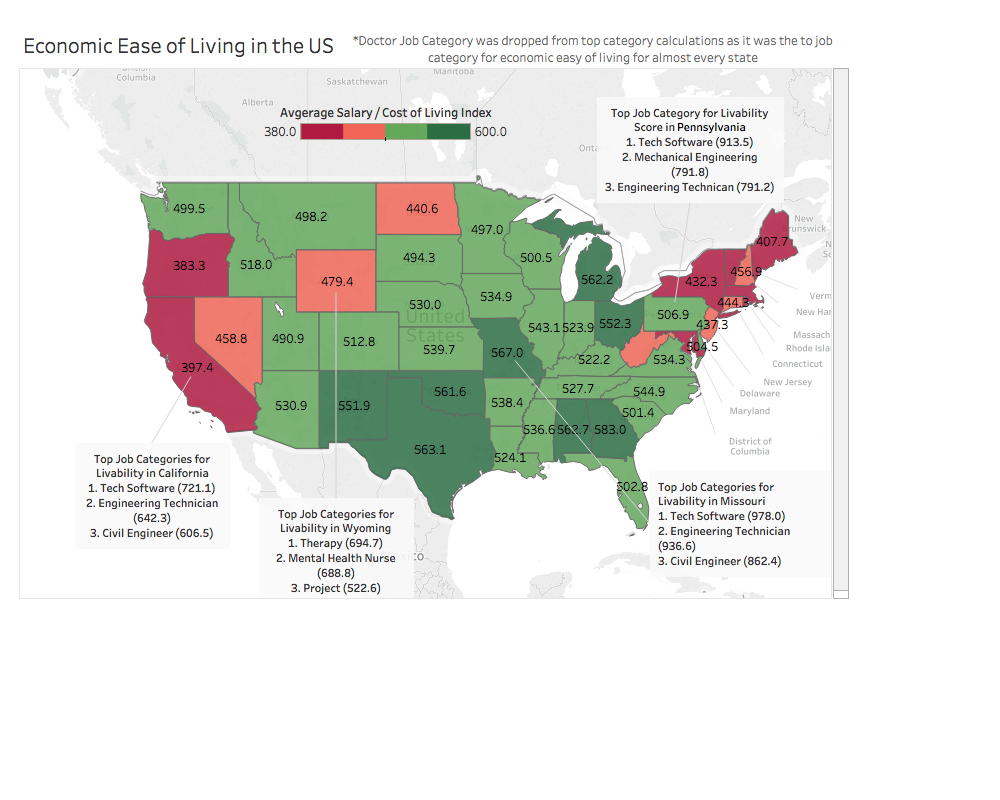 Economic Ease of Living in the US
*Doctor Job Category was dropped from top category calculations as it was the to job
category for economic easy of living for almost every state
British
Columbia
Alberta
Saskatchewan
Manitoba
Avgerage Salary / Cost of Living Index
380.0
600.0
Top Job Category for Livability
Score in Pennsylvania
1. Tech Software (913.5)
2. Mechanical Engineering
(791.8)
3. Engineering Technican (791.2)
499.5
498.2
440.6
497.0
500.5
562.2
383.3
518.0
479.4
494.3
530.0
534.9
458.8
490.9
512.8
539.7
567.0
543.1
523.9
552.3
506.9
432.3
456.9
407.7
444.3
437.3
504.5
534.3
522.2
527.7
544.9
501.4
397.4
530.9
551.9
561.6
538.4
536.6
562.7
583.0
563.1
524.1
502.8
United
States
New
Brunswick
Connecticut
New Jersey
Delaware
Maryland
District of
Columbia
Top Job Categories for
Livability in California
1. Tech Software (721.1)
2. Engineering Technician
(642.3)
3. Civil Engineer (606.5)
Top Job Categories for
Livability in Wyoming
1. Therapy (694.7)
2. Mental Health Nurse
(688.8)
3. Project (522.6)
Top Job Categories for
Livability in Missouri
1. Tech Software (978.0)
2. Engineering Technician
(936.6)
3. Civil Engineer (862.4)